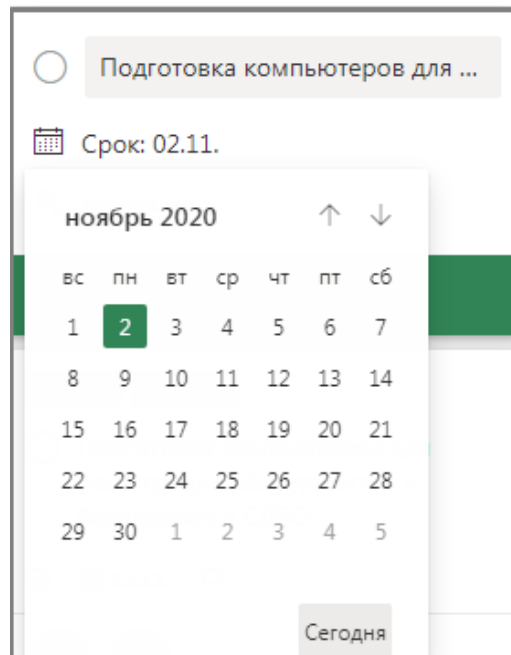 Подготовка компьютеров для ...
Срок: 02.11.
ноябрь 2020
вс пн вт ср чт пт сб
1 2 3 4 5 6 7
8 9 10 11 12 13 14
15 16 17 18 19 20 21
22 23 24 25 26 27 28
29 30 1 2 3 4 5
Сегодня